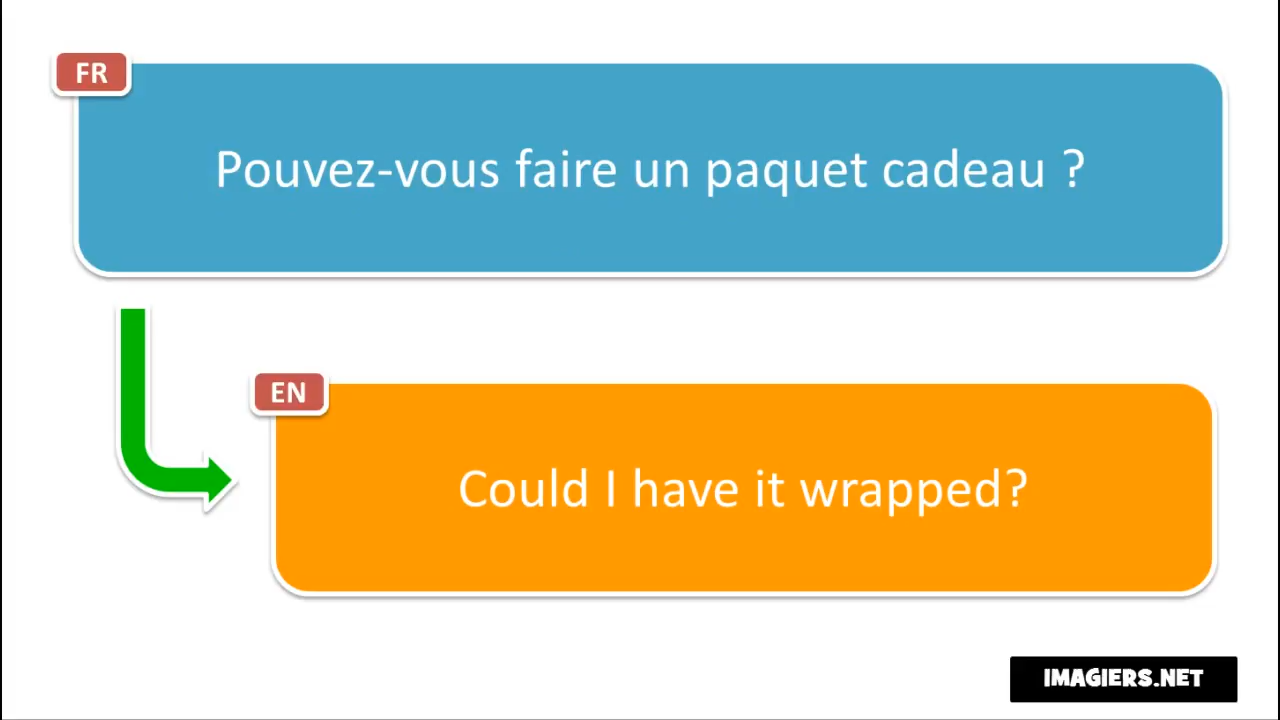 FR
Pouvez-vous faire un paquet cadeau ?
EN
Could I have it wrapped?
IMAGIERS.NET